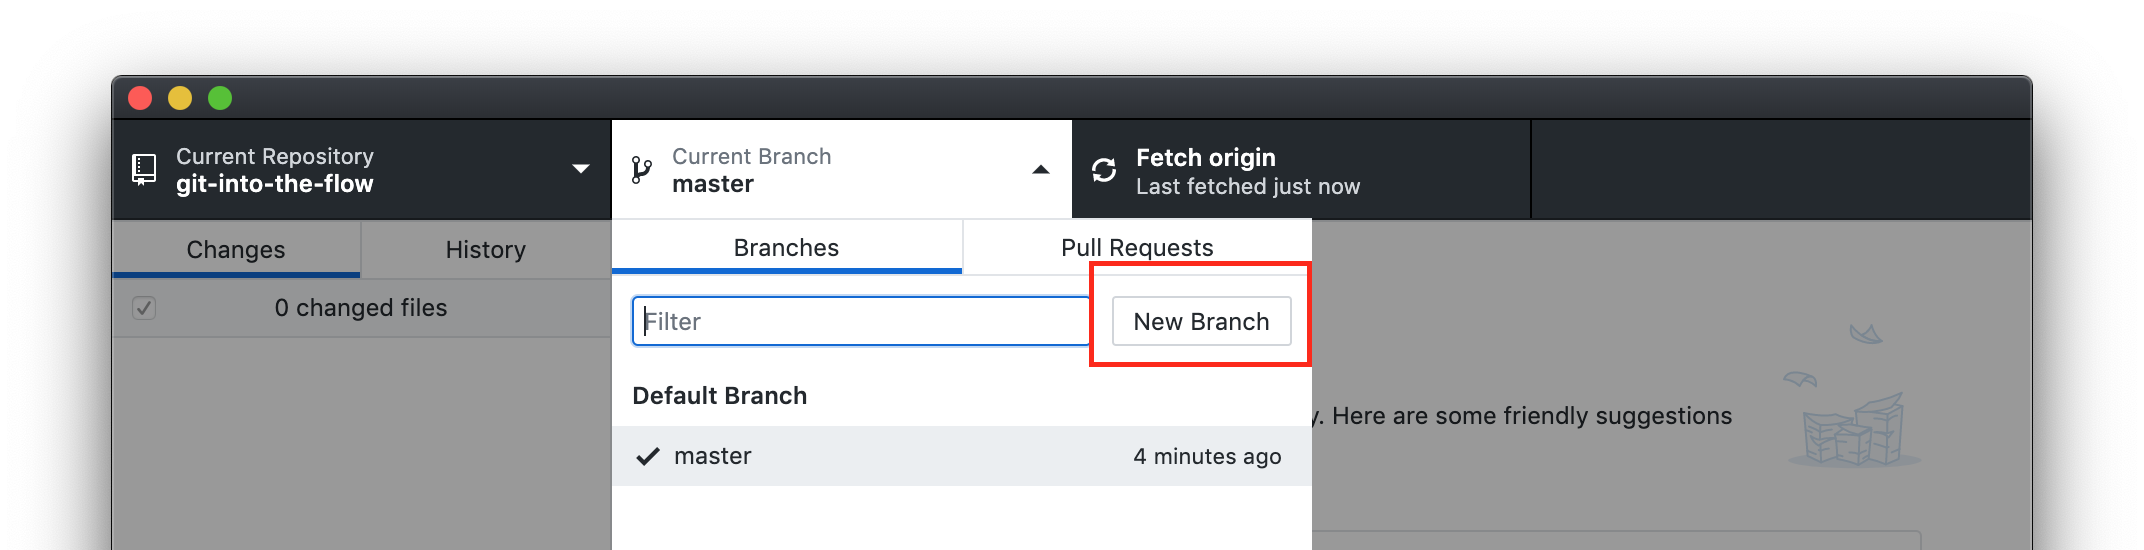 Current Repository
git-into-the-flow
Current Branch
master
Fetch origin
Last fetched just now
Changes
History
0 changed files
Branches
Pull Requests
Filter
New Branch
Default Branch
master
4 minutes ago
. Here are some friendly suggestions